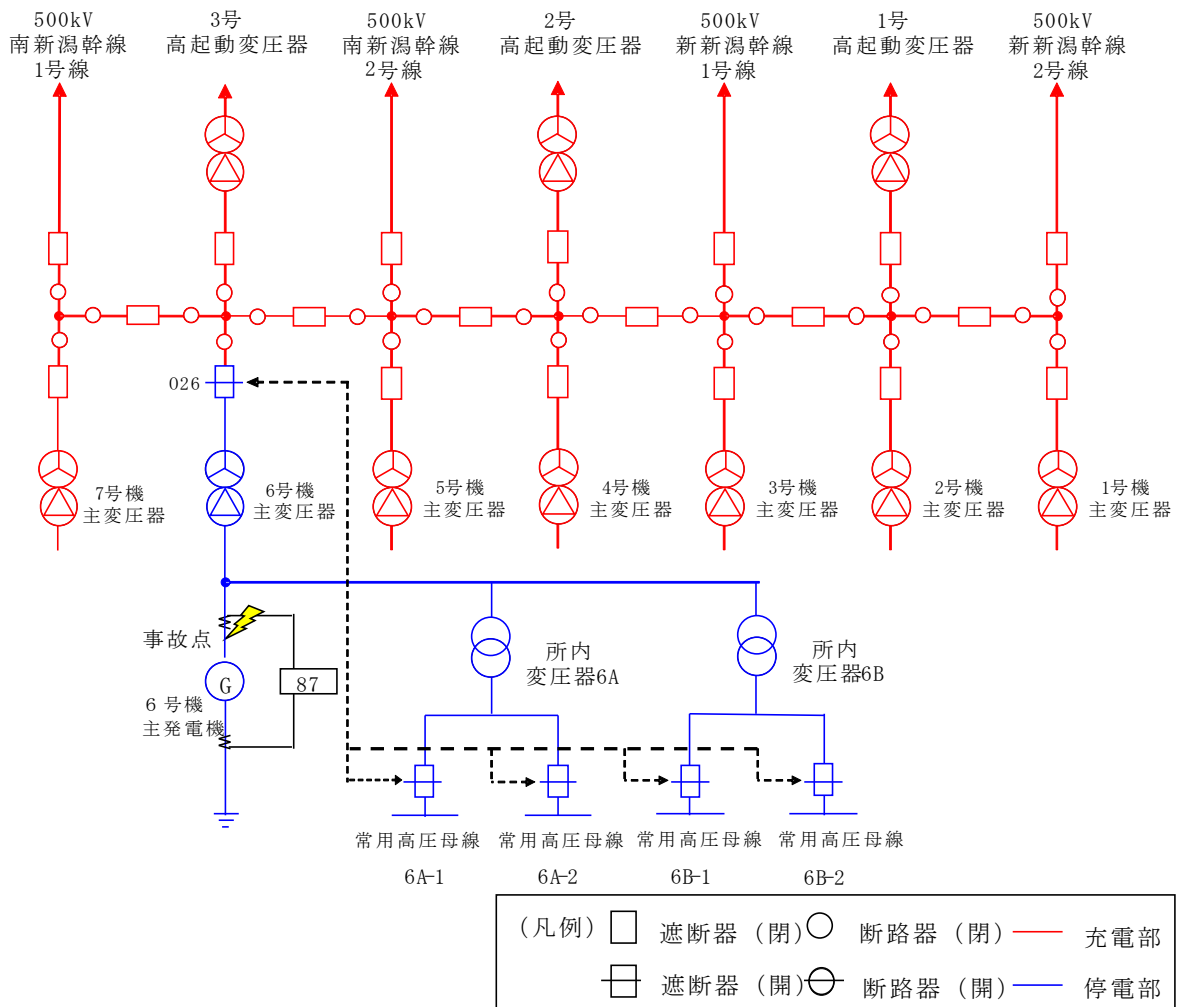 500kV
南新潟幹線
1号線
3号
高起動変圧器
500kV
南新潟幹線
2号線
2号
高起動変圧器
500kV
新新潟幹線
1号線
1号
高起動変圧器
500kV
新新潟幹線
2号線
026
7号機
主変圧器
6号機
主変圧器
5号機
主変圧器
4号機
主変圧器
3号機
主変圧器
2号機
主変圧器
1号機
主変圧器
事故点
G
87
6号機
主発電機
所内
変圧器6A
所内
変圧器6B
常用高圧母線
6A-1
常用高圧母線
6A-2
常用高圧母線
6B-1
常用高圧母線
6B-2
(凡例) 遮断器 (閉) 断路器 (閉) 充電部
遮断器 (開) 断路器 (開) 停電部